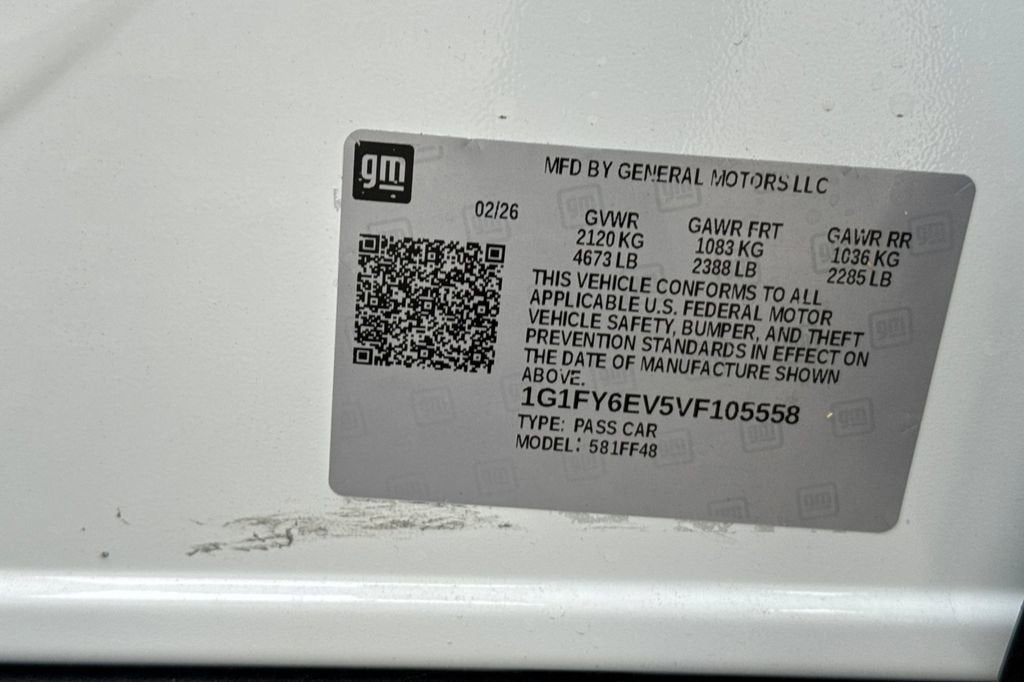 gm
MFD BY GENERAL MOTORS LLC
02/26
GVWR
2120 KG
4673 LB
GAWR FRT
1083 KG
2388 LB
GAWR RR
1036 KG
2285 LB
THIS VEHICLE CONFORMS TO ALL
APPLICABLE U.S. FEDERAL MOTOR
VEHICLE SAFETY, BUMPER, AND THEFT
PREVENTION STANDARDS IN EFFECT ON
THE DATE OF MANUFACTURE SHOWN
ABOVE.
1G1FY6EV5VF105558
TYPE: PASS CAR
MODEL: 581FF48